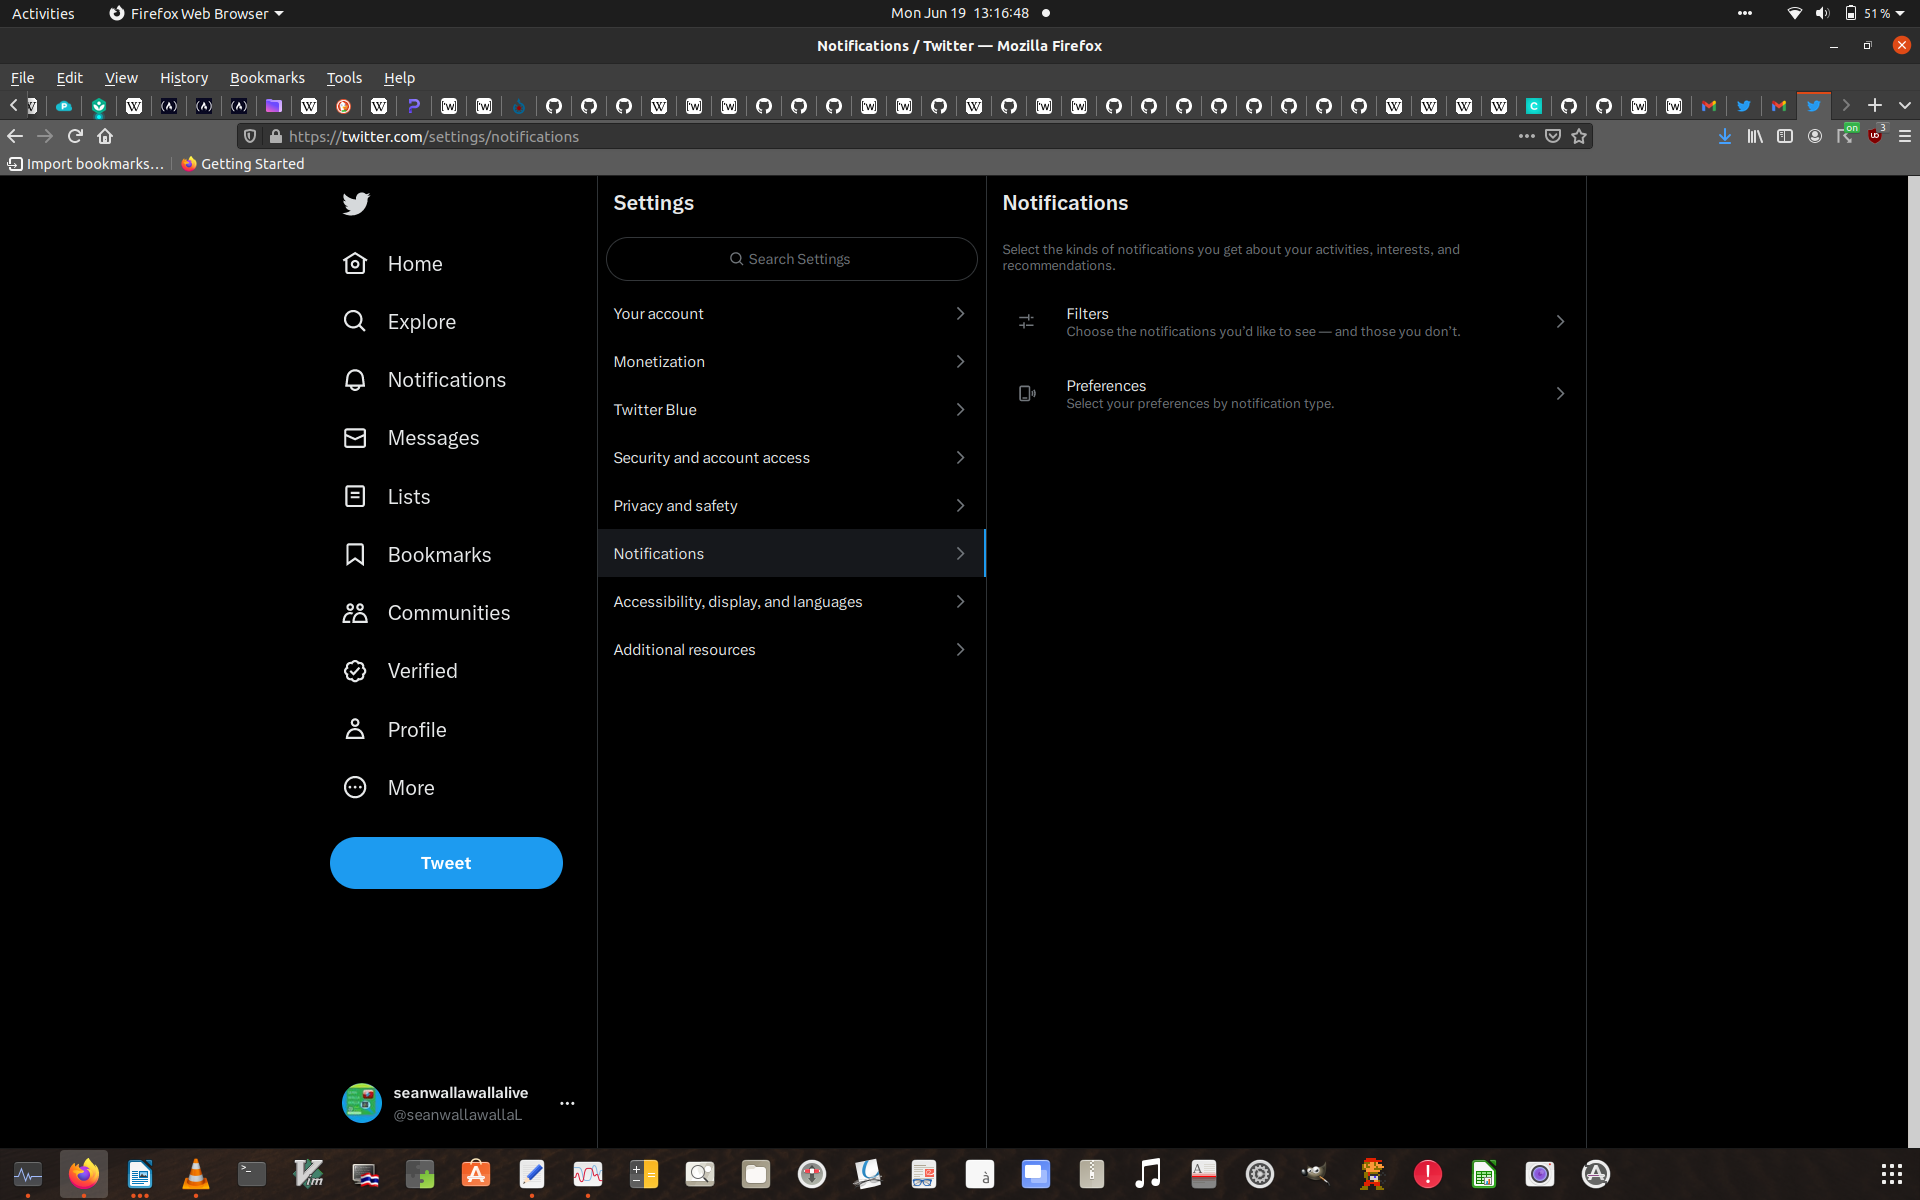 Activities
Firefox Web Browser
Mon Jun 19 13:16:48
51 %
Notifications / Twitter — Mozilla Firefox
File Edit View History Bookmarks Tools Help
https://twitter.com/settings/notifications
on
3
Import bookmarks...
Getting Started
Home
Explore
Notifications
Messages
Lists
Bookmarks
Communities
Verified
Profile
More
Tweet
seanwallawallalive
@seanwallawallaL
Settings
Search Settings
Your account
Monetization
Twitter Blue
Security and account access
Privacy and safety
Notifications
Accessibility, display, and languages
Additional resources
Notifications
Select the kinds of notifications you get about your activities, interests, and
recommendations.
Filters
Choose the notifications you'd like to see — and those you don't.
Preferences
Select your preferences by notification type.